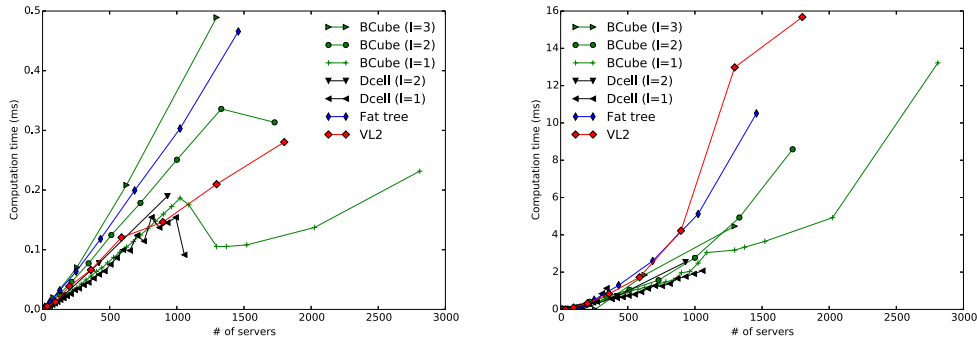 0.5
0.4
0.3
0.2
0.1
0.0
Computation time (ms)
0 500 1000 1500 2000 2500 3000
# of servers
BCube (l=3)
BCube (l=2)
BCube (l=1)
Dcell (l=2)
Dcell (l=1)
Fat tree
VL2
16
14
12
10
8
6
4
2
0
Computation time (ms)
0 500 1000 1500 2000 2500 3000
# of servers
BCube (l=3)
BCube (l=2)
BCube (l=1)
Dcell (l=2)
Dcell (l=1)
Fat tree
VL2